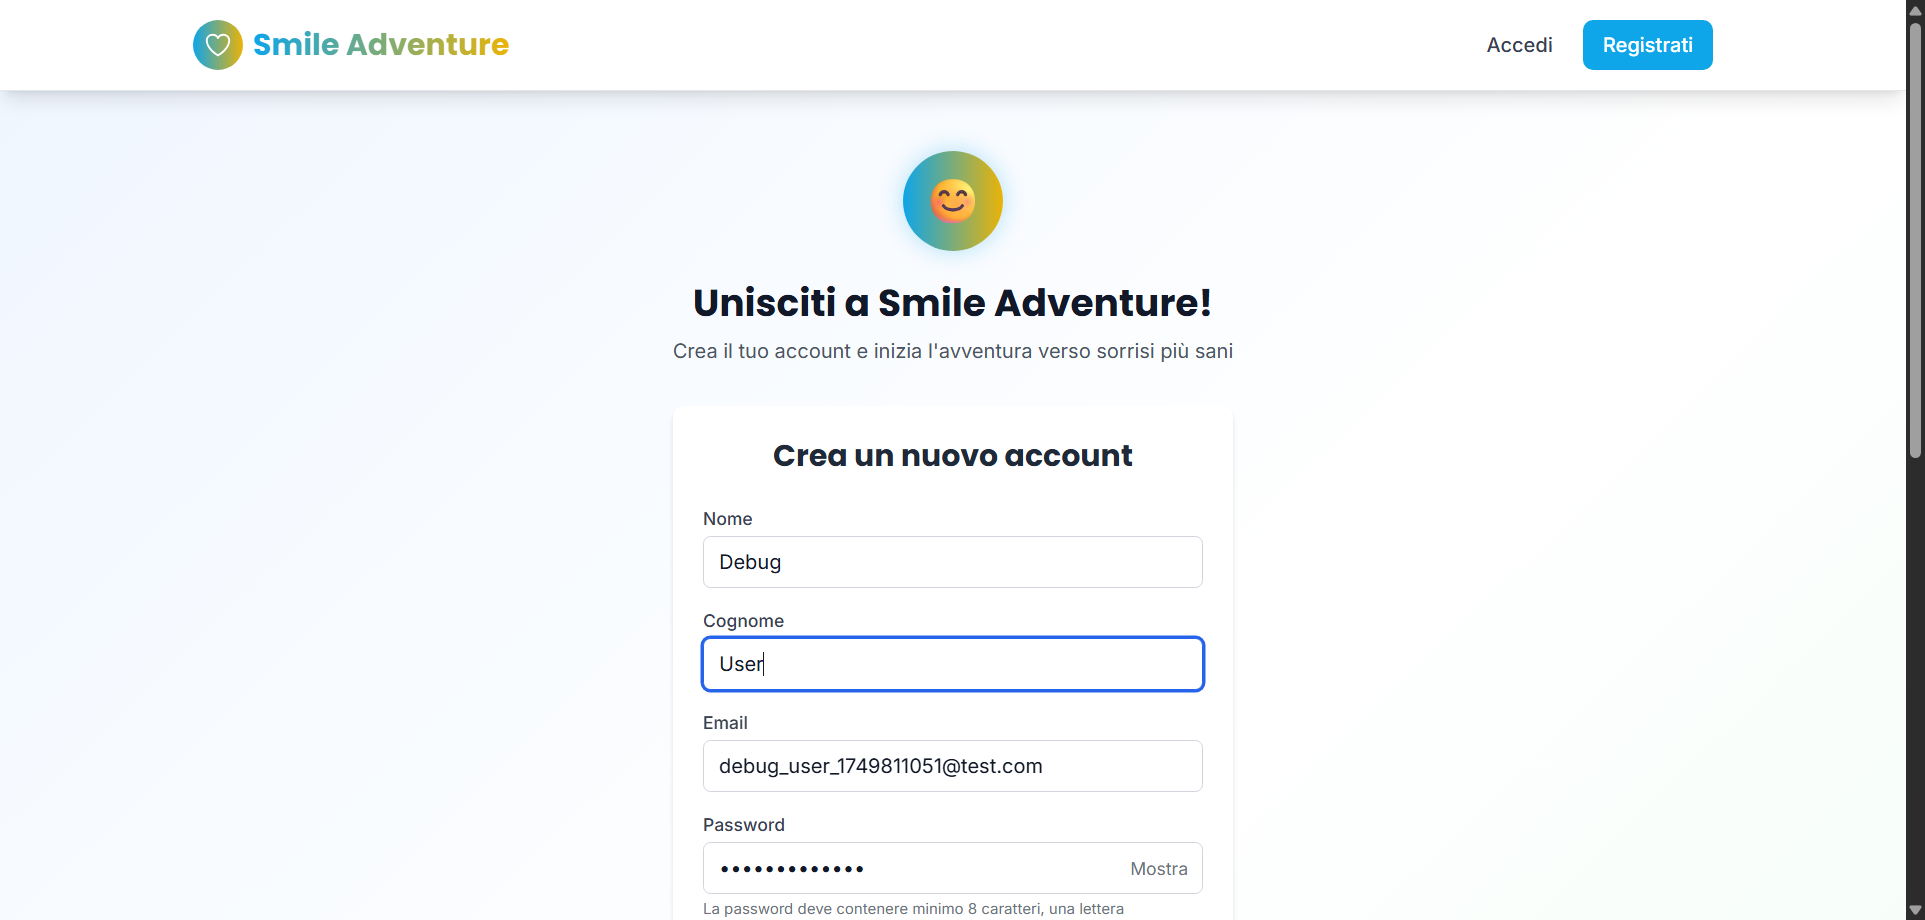 Smile Adventure
Accedi
Registrati
Unisciti a Smile Adventure!
Crea il tuo account e inizia l'avventura verso sorrisi più sani
Crea un nuovo account
Nome
Debug
Cognome
User
Email
debug_user_1749811051@test.com
Password
•••••••••••••
Mostra
La password deve contenere minimo 8 caratteri, una lettera